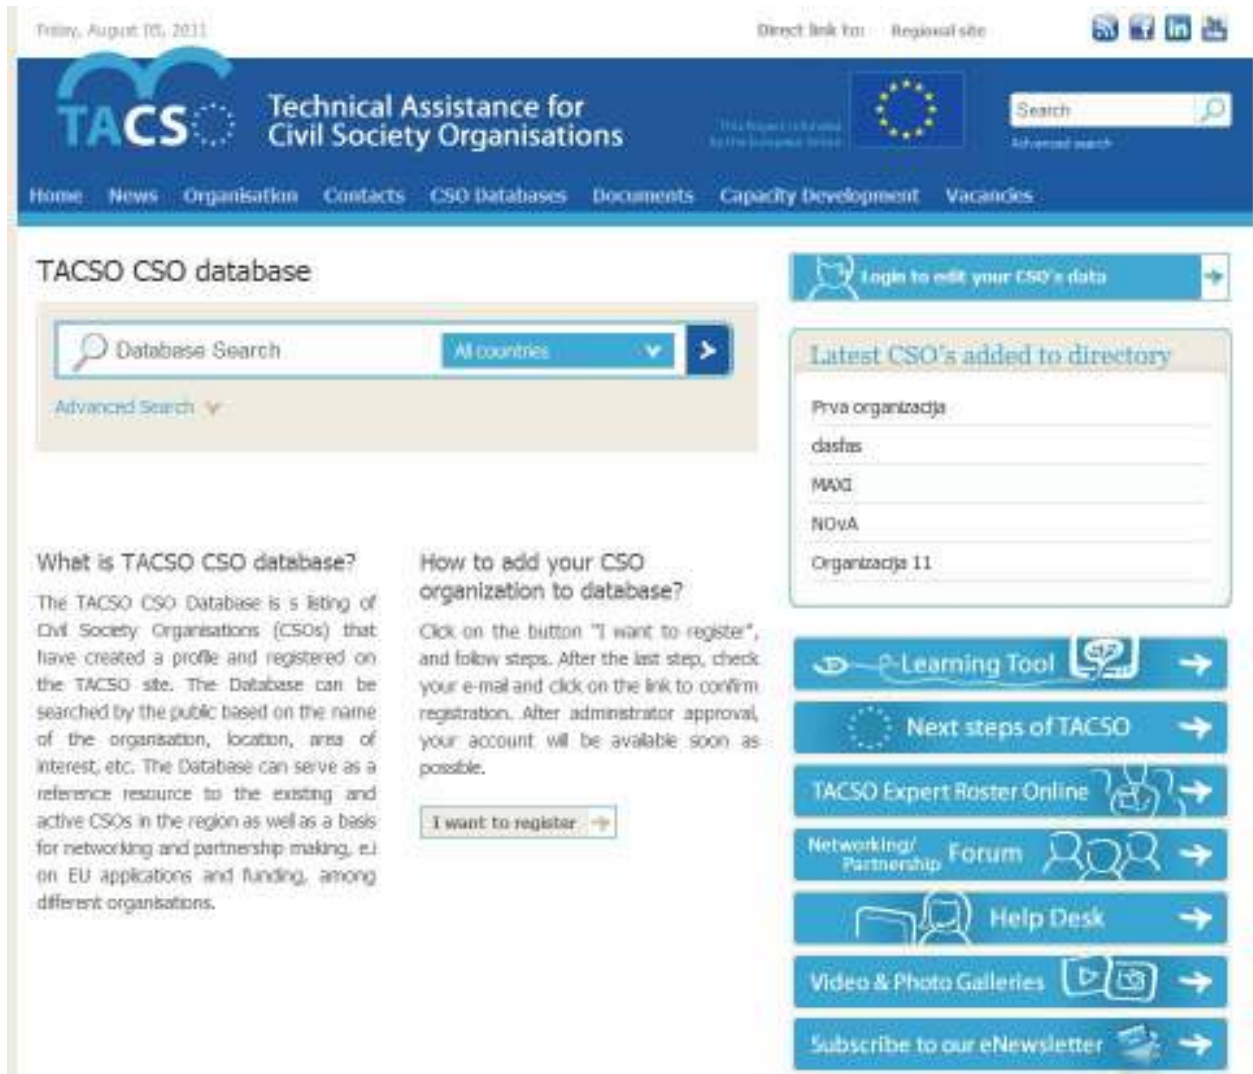 Friday, August 05, 2011
Direct link to: Regional site
TACSO
Technical Assistance for
Civil Society Organisations
This Project is funded
by the European Union
Search
Advanced search
Home News Organisation Contacts CSO Databases Documents Capacity Development Vacancies
TACSO CSO database
Database Search
All countries
Advanced Search
What is TACSO CSO database?
The TACSO CSO Database is s listing of
Civil Society Organisations (CSOs) that
have created a profile and registered on
the TACSO site. The Database can be
searched by the public based on the name
of the organisation, location, area of
interest, etc. The Database can serve as a
reference resource to the existing and
active CSOs in the region as well as a basis
for networking and partnership making, e.i
on EU applications and funding, among
different organisations.
How to add your CSO
organization to database?
Click on the button "I want to register",
and follow steps. After the last step, check
your e-mail and click on the link to confirm
registration. After administrator approval,
your account will be available soon as
possible.
I want to register
Login to edit your CSO's data
Latest CSO's added to directory
Prva organizacija
dasfas
MAXI
NOvA
Organizacija 11
e-Learning Tool
Next steps of TACSO
TACSO Expert Roster Online
Networking/
Partnership Forum
Help Desk
Video & Photo Galleries
Subscribe to our eNewsletter